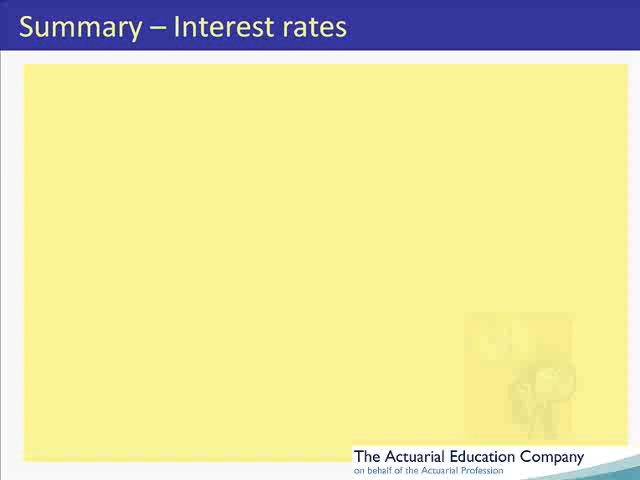 Summary – Interest rates
The Actuarial Education Company
on behalf of the Actuarial Profession